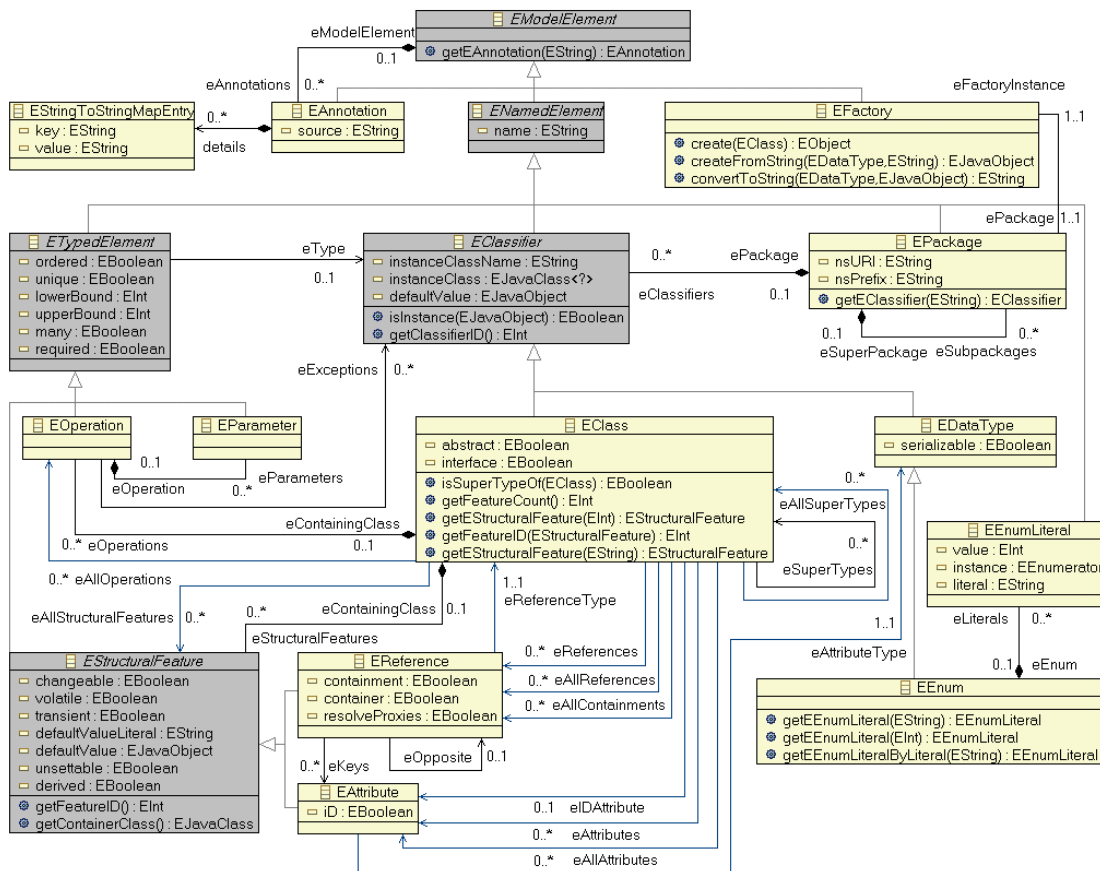 EModelElement
getEAnnotation(EString) : EAnnotation
eModelElement
0..1
eAnnotations
0..*
EStringToStringMapEntry
key : EString
value : EString
0..*
details
EAnnotation
source : EString
ENamedElement
name : EString
EFactory
create(EClass) : EObject
createFromString(EDataType,EString) : EJavaObject
convertToString(EDataType,EJavaObject) : EString
eFactoryInstance
1..1
ePackage
1..1
ETypedElement
ordered : EBoolean
unique : EBoolean
lowerBound : EInt
upperBound : EInt
many : EBoolean
required : EBoolean
eType
0..1
EClassifier
instanceClassName : EString
instanceClass : EJavaClass<?>
defaultValue : EJavaObject
isInstance(EJavaObject) : EBoolean
getClassifierID() : EInt
0..*
ePackage
eClassifiers
0..1
EPackage
nsURI : EString
nsPrefix : EString
getEClassifier(EString) : EClassifier
0..1
0..*
eSuperPackage
eSubpackages
eExceptions
0..*
EOperation
EParameter
0..1
eParameters
eOperation
0..*
EClass
abstract : EBoolean
interface : EBoolean
isSuperTypeOf(EClass) : EBoolean
getFeatureCount() : EInt
getEStructuralFeature(EInt) : EStructuralFeature
getFeatureID(EStructuralFeature) : EInt
getEStructuralFeature(EString) : EStructuralFeature
EDataType
serializable : EBoolean
0..*
eAllSuperTypes
0..*
eSuperTypes
eContainingClass
0..*
eOperations
0..1
0..*
eAllOperations
eAllStructuralFeatures
0..*
0..*
eContainingClass
0..1
eStructuralFeatures
1..1
eReferenceType
EEnumLiteral
value : EInt
instance : EEnumerator
literal : EString
1..1
eAttributeType
eLiterals
0..*
0..1
eEnum
EStructuralFeature
changeable : EBoolean
volatile : EBoolean
transient : EBoolean
defaultValueLiteral : EString
defaultValue : EJavaObject
unsettable : EBoolean
derived : EBoolean
getFeatureID() : EInt
getContainerClass() : EJavaClass
EReference
containment : EBoolean
container : EBoolean
resolveProxies : EBoolean
0..*
eReferences
0..*
eAllReferences
0..*
eAllContainments
EEnum
getEEnumLiteral(EString) : EEnumLiteral
getEEnumLiteral(EInt) : EEnumLiteral
getEEnumLiteralByLiteral(EString) : EEnumLiteral
0..*
eKeys
eOpposite
0..1
EAttribute
iD : EBoolean
0..1
eIDAttribute
0..*
eAttributes
0..*
eAllAttributes